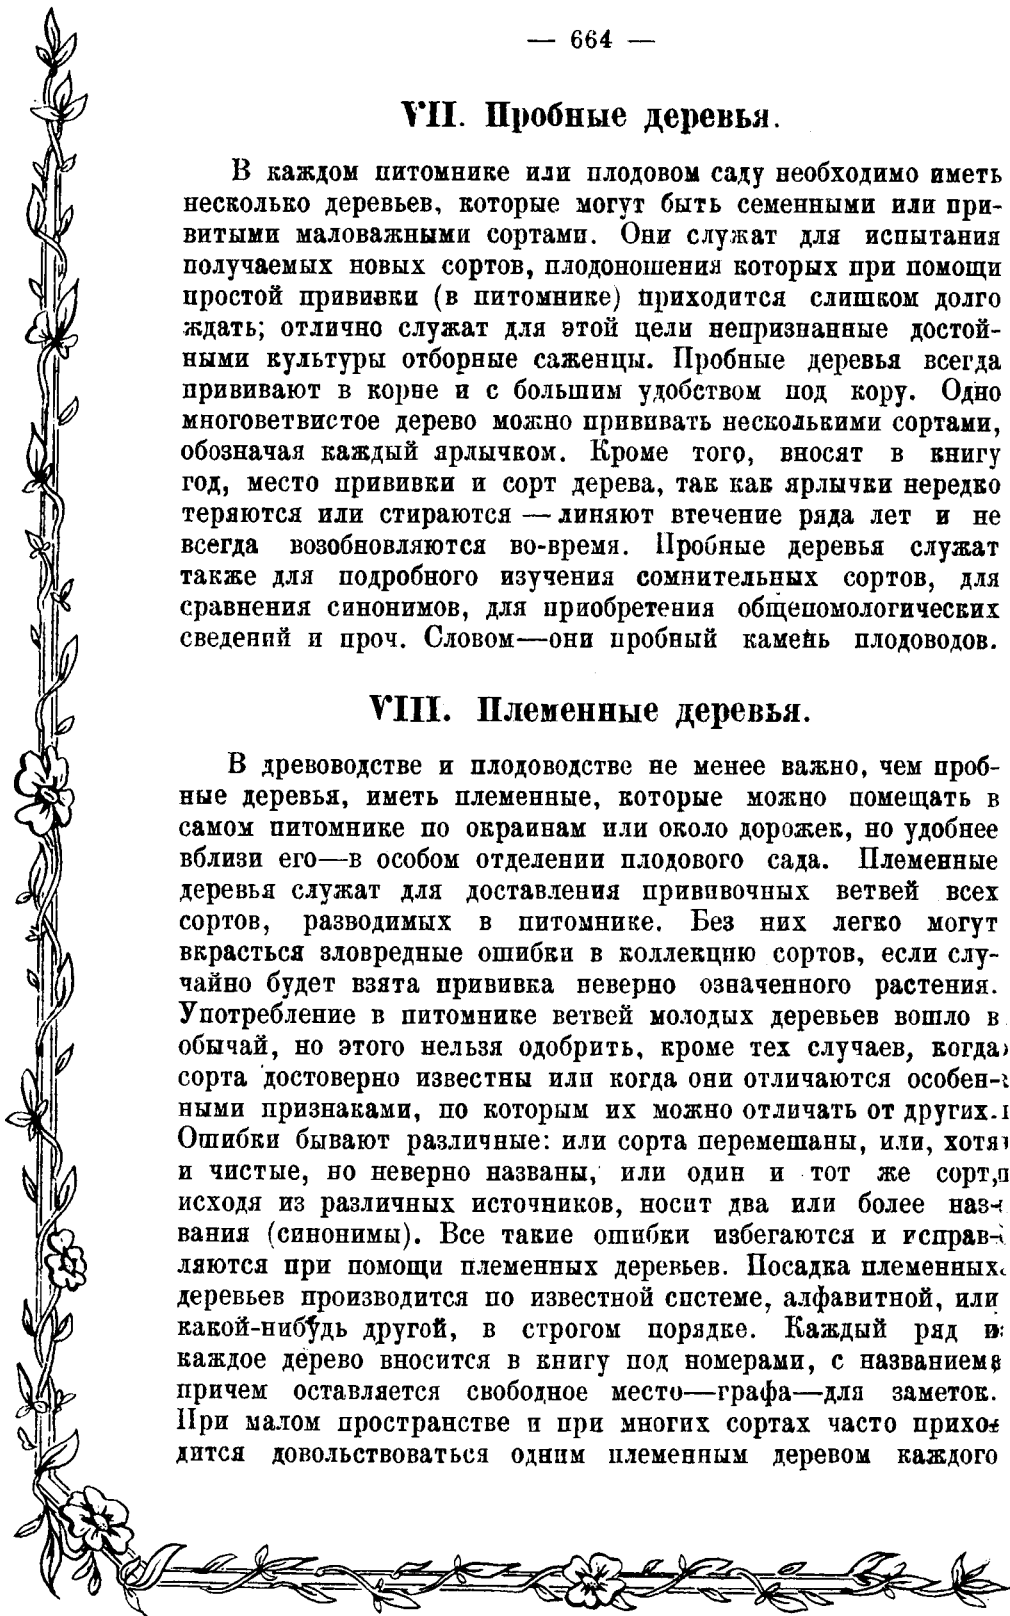 — 664 —
VII. Пробные деревья.
В каждом питомнике или плодовом саду необходимо иметь
несколько деревьев, которые могут быть семенными или при-
витыми маловажными сортами. Они служат для испытания
получаемых новых сортов, плодоношения которых при помощи
простой прививки (в питомнике) приходится слишком долго
ждать; отлично служат для этой цели непризнанные достой-
ными культуры отборные саженцы. Пробные деревья всегда
прививают в корне и с большим удобством под кору. Одно
многоветвистое дерево можно прививать несколькими сортами,
обозначая каждый ярлычком. Кроме того, вносят в книгу
год, место прививки и сорт дерева, так как ярлычки нередко
теряются или стираются — линяют втечение ряда лет и не
всегда возобновляются во-время. Пробные деревья служат
также для подробного изучения сомнительных сортов, для
сравнения синонимов, для приобретения общепомологических
сведений и проч. Словом—они пробный камень плодоводов.
VIII. Племенные деревья.
В древоводстве и плодоводстве не менее важно, чем проб-
ные деревья, иметь племенные, которые можно помещать в
самом питомнике по окраинам или около дорожек, но удобнее
вблизи его—в особом отделении плодового сада. Племенные
деревья служат для доставления прививочных ветвей всех
сортов, разводимых в питомнике. Без них легко могут
вкрасться зловредные ошибки в коллекцию сортов, если слу-
чайно будет взята прививка неверно означенного растения.
Употребление в питомнике ветвей молодых деревьев вошло в
обычай, но этого нельзя одобрить, кроме тех случаев, когда
сорта достоверно известны или когда они отличаются особен-
ными признаками, по которым их можно отличать от других.
Ошибки бывают различные: или сорта перемешаны, или, хотя
и чистые, но неверно названы, или один и тот же сорт,
исходя из различных источников, носит два или более наз-
вания (синонимы). Все такие ошибки избегаются и исправ-
ляются при помощи племенных деревьев. Посадка племенных
деревьев производится по известной системе, алфавитной, или
какой-нибудь другой, в строгом порядке. Каждый ряд и
каждое дерево вносится в книгу под номерами, с названием
причем оставляется свободное место—графа—для заметок.
При малом пространстве и при многих сортах часто прихо-
дится довольствоваться одним племенным деревом каждого